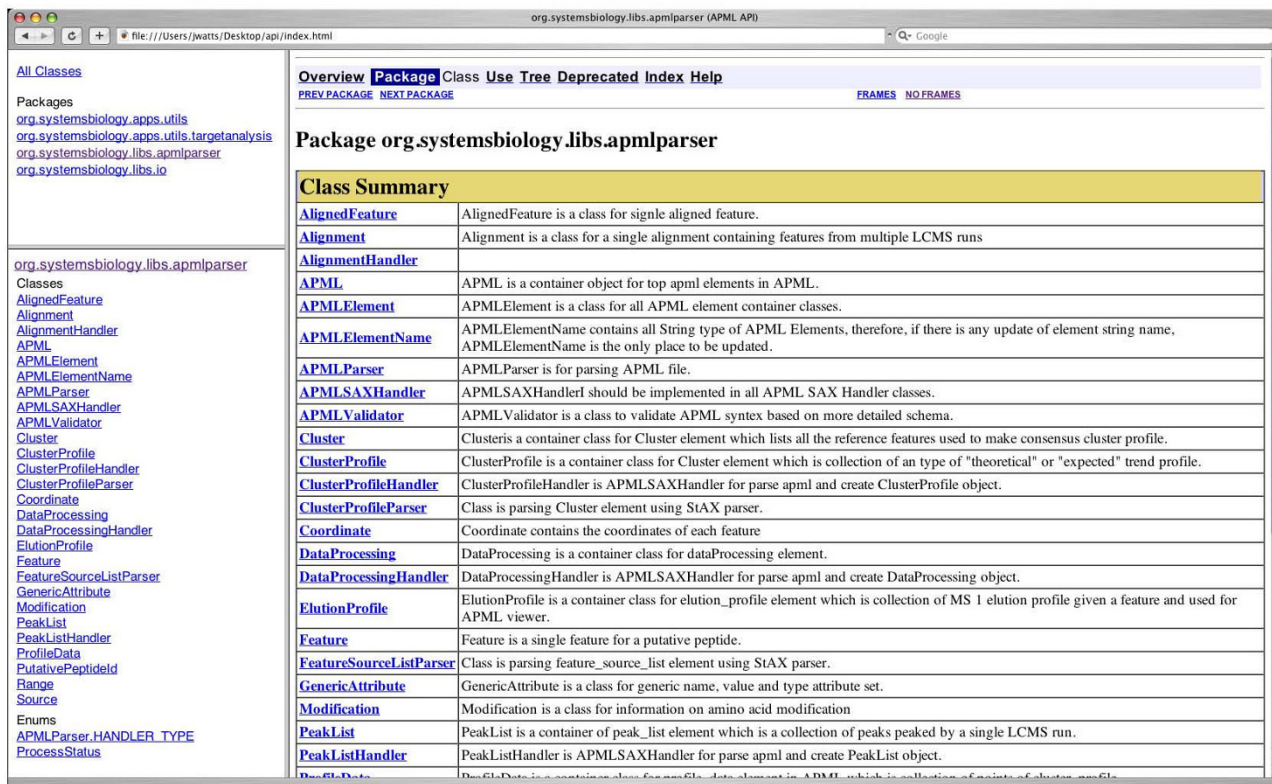 org.systemsbiology.libs.apmlparser (APML API)
file:///Users/jwatts/Desktop/api/index.html
Google
All Classes
Packages
org.systemsbiology.apps.utils
org.systemsbiology.apps.utils.targetanalysis
org.systemsbiology.libs.apmlparser
org.systemsbiology.libs.io
org.systemsbiology.libs.apmlparser
Classes
AlignedFeature
Alignment
AlignmentHandler
APML
APMLElement
APMLElementName
APMLParser
APMLSAXHandler
APMLValidator
Cluster
ClusterProfile
ClusterProfileHandler
ClusterProfileParser
Coordinate
DataProcessing
DataProcessingHandler
ElutionProfile
Feature
FeatureSourceListParser
GenericAttribute
Modification
PeakList
PeakListHandler
ProfileData
PutativePeptideId
Range
Source
Enums
APMLParser.HANDLER_TYPE
ProcessStatus
Overview Package Class Use Tree Deprecated Index Help
PREV PACKAGE NEXT PACKAGE FRAMES NO FRAMES
Package org.systemsbiology.libs.apmlparser
Class Summary
AlignedFeature AlignedFeature is a class for signle aligned feature.
Alignment Alignment is a class for a single alignment containing features from multiple LCMS runs
AlignmentHandler
APML APML is a container object for top apml elements in APML.
APMLElement APMLElement is a class for all APML element container classes.
APMLElementName APMLElementName contains all String type of APML Elements, therefore, if there is any update of element string name,
APMLElementName is the only place to be updated.
APMLParser APMLParser is for parsing APML file.
APMLSAXHandler APMLSAXHandlerI should be implemented in all APML SAX Handler classes.
APMLValidator APMLValidator is a class to validate APML syntex based on more detailed schema.
Cluster Clusteris a container class for Cluster element which lists all the reference features used to make consensus cluster profile.
ClusterProfile ClusterProfile is a container class for Cluster element which is collection of an type of "theoretical" or "expected" trend profile.
ClusterProfileHandler ClusterProfileHandler is APMLSAXHandler for parse apml and create ClusterProfile object.
ClusterProfileParser Class is parsing Cluster element using StAX parser.
Coordinate Coordinate contains the coordinates of each feature
DataProcessing DataProcessing is a container class for dataProcessing element.
DataProcessingHandler DataProcessingHandler is APMLSAXHandler for parse apml and create DataProcessing object.
ElutionProfile ElutionProfile is a container class for elution_profile element which is collection of MS 1 elution profile given a feature and used for
APML viewer.
Feature Feature is a single feature for a putative peptide.
FeatureSourceListParser Class is parsing feature_source_list element using StAX parser.
GenericAttribute GenericAttribute is a class for generic name, value and type attribute set.
Modification Modification is a class for information on amino acid modification
PeakList PeakList is a container of peak_list element which is a collection of peaks peaked by a single LCMS run.
PeakListHandler PeakListHandler is APMLSAXHandler for parse apml and create PeakList object.
ProfileData ProfileData is a container class for profile_data element in APML which is collection of points of cluster_profile